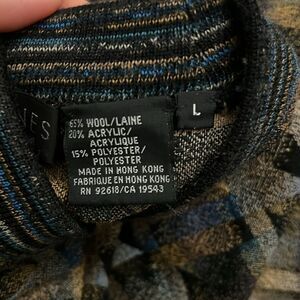 IES
L
65% WOOL/LAINE
20% ACRYLIC/
ACRYLIQUE
15% POLYESTER/
POLYESTER
MADE IN HONG KONG
FABRIQUE EN HONG KONG
RN 92618/CA 19543